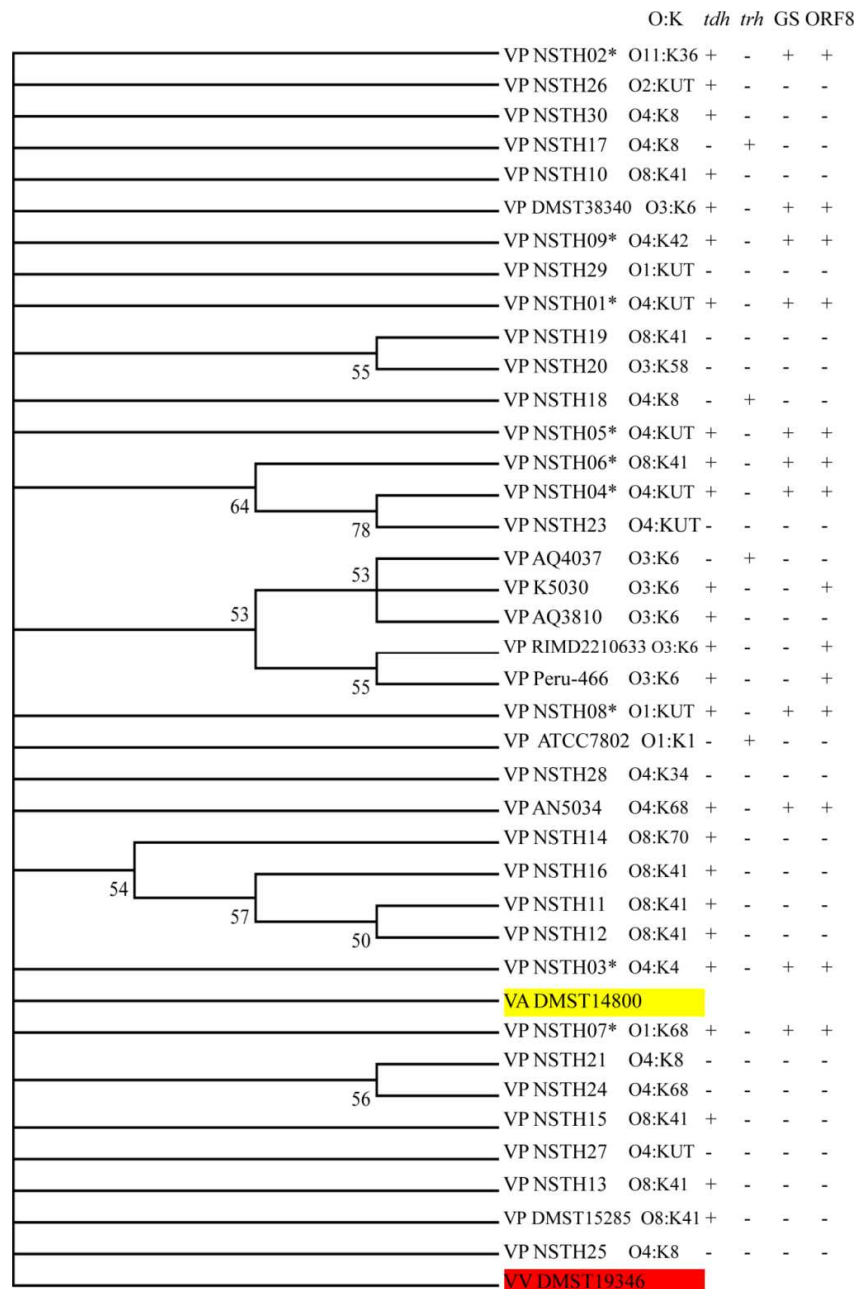 O:K tdh trh GS ORF8
VP NSTH02* O11:K36 + - + +
VP NSTH26 O2:KUT + - - -
VP NSTH30 O4:K8 + - - -
VP NSTH17 O4:K8 - + - -
VP NSTH10 O8:K41 + - - -
VP DMST38340 O3:K6 + - + +
VP NSTH09* O4:K42 + - + +
VP NSTH29 O1:KUT - - - -
VP NSTH01* O4:KUT + - + +
VP NSTH19 O8:K41 - - - -
55
VP NSTH20 O3:K58 - - - -
VP NSTH18 O4:K8 - + - -
VP NSTH05* O4:KUT + - + +
VP NSTH06* O8:K41 + - + +
64
VP NSTH04* O4:KUT + - + +
78
VP NSTH23 O4:KUT - - - -
VP AQ4037 O3:K6 - + - -
53
VP K5030 O3:K6 + - - +
53
VP AQ3810 O3:K6 + - - -
VP RIMD2210633 O3:K6 + - - +
55
VP Peru-466 O3:K6 + - - +
VP NSTH08* O1:KUT + - + +
VP ATCC7802 O1:K1 - + - -
VP NSTH28 O4:K34 - - - -
VP AN5034 O4:K68 + - + +
VP NSTH14 O8:K70 + - - -
54
VP NSTH16 O8:K41 + - - -
57
VP NSTH11 O8:K41 + - - -
50
VP NSTH12 O8:K41 + - - -
VP NSTH03* O4:K4 + - + +
VA DMST14800
VP NSTH07* O1:K68 + - + +
VP NSTH21 O4:K8 - - - -
56
VP NSTH24 O4:K68 - - - -
VP NSTH15 O8:K41 + - - -
VP NSTH27 O4:KUT - - - -
VP NSTH13 O8:K41 + - - -
VP DMST15285 O8:K41 + - - -
VP NSTH25 O4:K8 - - - -
VV DMST19346